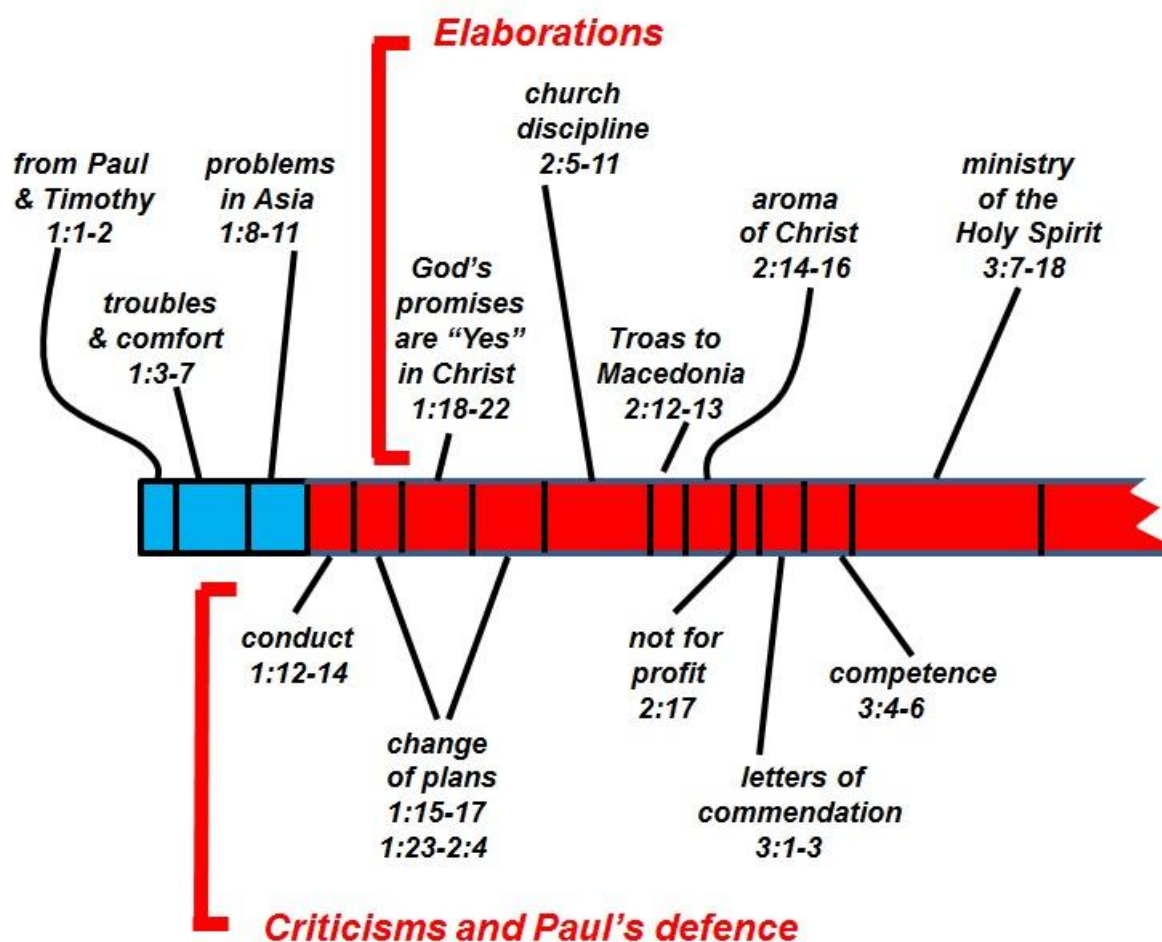 Elaborations
church
discipline
2:5-11
from Paul
& Timothy
1:1-2
problems
in Asia
1:8-11
aroma
of Christ
2:14-16
ministry
of the
Holy Spirit
3:7-18
troubles
& comfort
1:3-7
God’s
promises
are “Yes”
in Christ
1:18-22
Troas to
Macedonia
2:12-13
conduct
1:12-14
change
of plans
1:15-17
1:23-2:4
not for
profit
2:17
letters of
commendation
3:1-3
competence
3:4-6
Criticisms and Paul’s defence